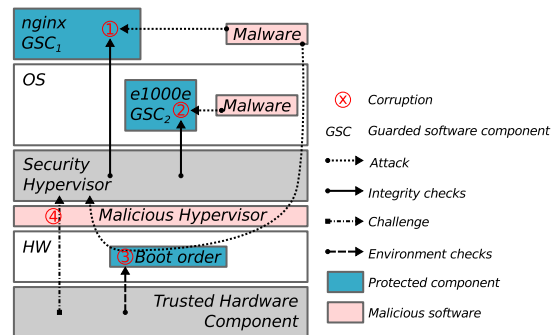 nginx
GSC1
1
Malware
OS
e1000e
GSC2
2
Malware
Security
Hypervisor
4
Malicious Hypervisor
HW
3
Boot order
Trusted Hardware
Component
X
Corruption
GSC
Guarded software component
Attack
Integrity checks
Challenge
Environment checks
Protected component
Malicious software